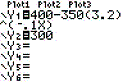 Plot1 Plot2 Plot3
\Y₁=400-350(3.2)
^(-.1X)
\Y₂=300
\Y₃=
\Y₄=
\Y₅=
\Y₆=